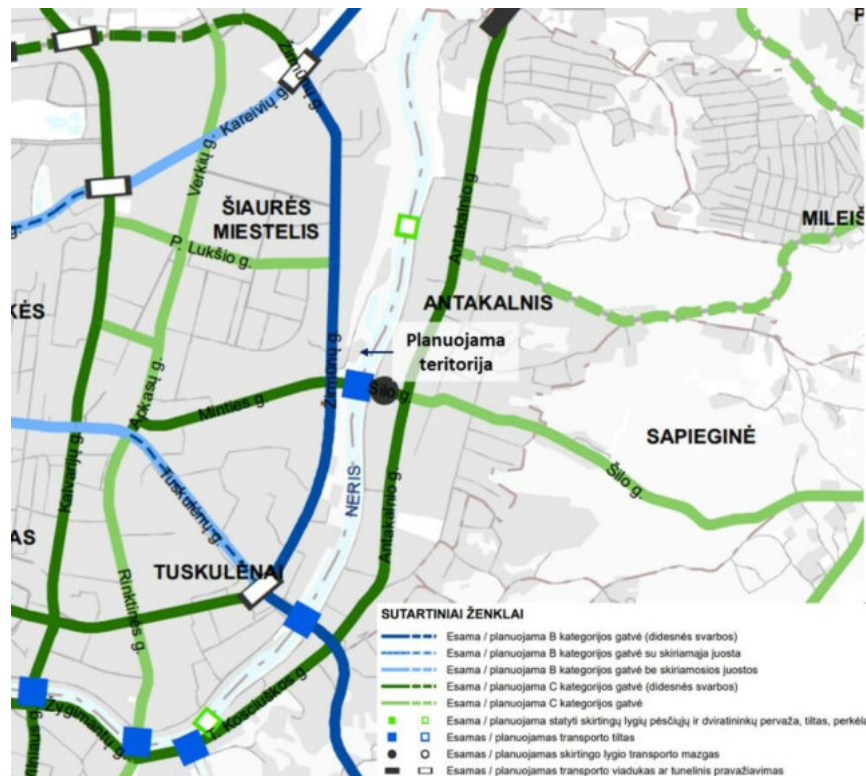 Žirmūnų g.
Kareivių g.
Verkių g.
ŠIAURĖS
MIESTELIS
P. Lukšio g.
Antakalnio g.
MILEIŠ
ANTAKALNIS
KĖS
Planuojama
teritorija
Žirmūnų g.
Šilo g.
Minties g.
Apkasų g.
SAPIEGINĖ
Šilo g.
Kalvarijų g.
Tuskulėnų g.
NERIS
Antakalnio g.
AS
TUSKULĖNAI
Rinktinės g.
T. Kosciuškos g.
Žygimantų g.
iniaus g.
SUTARTINIAI ŽENKLAI
Esama / planuojama B kategorijos gatvė (didesnės svarbos)
Esama / planuojama B kategorijos gatvė su skiriamąja juosta
Esama / planuojama B kategorijos gatvė be skiriamosios juostos
Esama / planuojama C kategorijos gatvė (didesnės svarbos)
Esama / planuojama C kategorijos gatvė
Esama / planuojama statyti skirtingų lygių pėsčiųjų ir dviratininkų pervaža, tiltas, perkėla
Esamas / planuojamas transporto tiltas
Esamas / planuojamas skirtingo lygio transporto mazgas
Esamas / planuojamas transporto viadukas ar tunelinis pravažiavimas